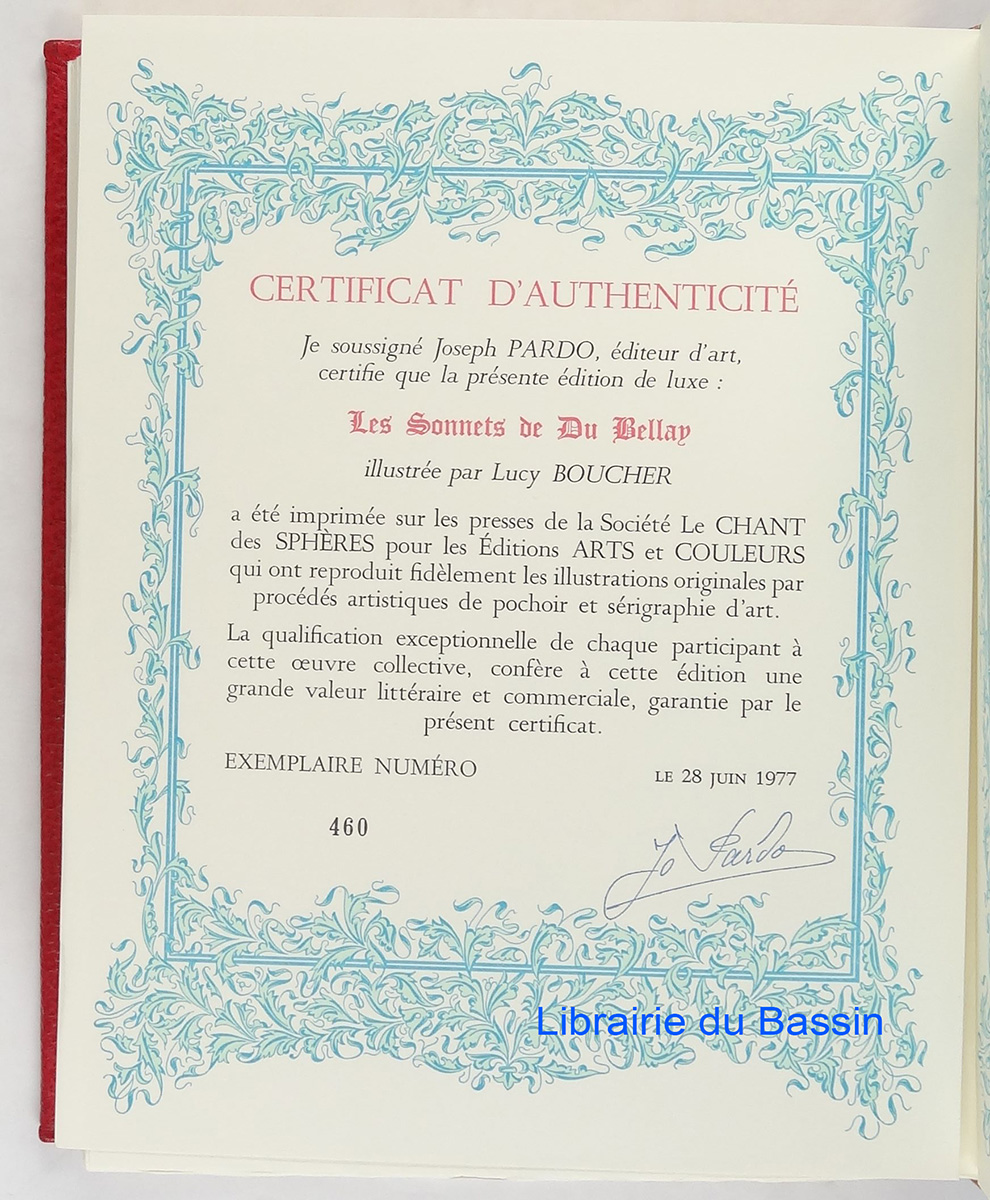 CERTIFICAT D'AUTHENTICITÉ
Je soussigné Joseph PARDO, éditeur d'art,
certifie que la présente édition de luxe :
Les Sonnets de Du Bellay
illustrée par Lucy BOUCHER
a été imprimée sur les presses de la Société Le CHANT
des SPHÈRES pour les Éditions ARTS et COULEURS
qui ont reproduit fidèlement les illustrations originales par
procédés artistiques de pochoir et sérigraphie d'art.
La qualification exceptionnelle de chaque participant à
cette œuvre collective, confère à cette édition une
grande valeur littéraire et commerciale, garantie par le
présent certificat.
EXEMPLAIRE NUMÉRO
LE 28 JUIN 1977
460
Jo Pardo
Librairie du Bassin